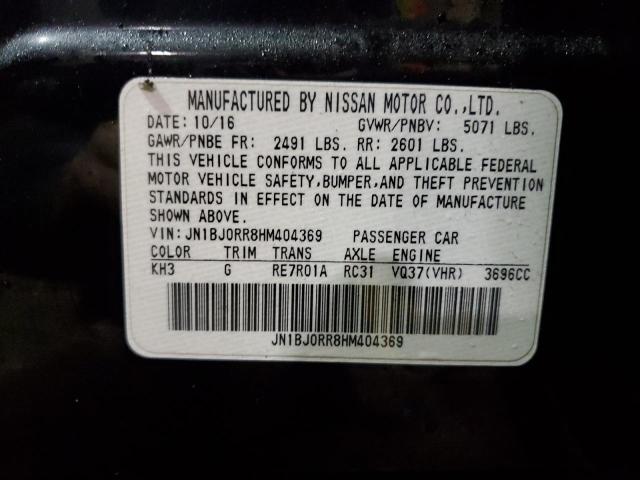 MANUFACTURED BY NISSAN MOTOR CO.,LTD.
DATE: 10/16 GVWR/PNBV: 5071 LBS.
GAWR/PNBE FR: 2491 LBS. RR: 2601 LBS.
THIS VEHICLE CONFORMS TO ALL APPLICABLE FEDERAL
MOTOR VEHICLE SAFETY,BUMPER,AND THEFT PREVENTION
STANDARDS IN EFFECT ON THE DATE OF MANUFACTURE
SHOWN ABOVE.
VIN: JN1BJ0RR8HM404369 PASSENGER CAR
COLOR TRIM TRANS AXLE ENGINE
KH3 G RE7R01A RC31 VQ37(VHR) 3696CC
JN1BJ0RR8HM404369